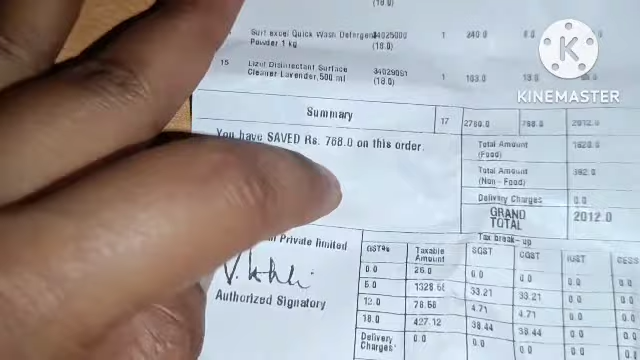 (18.0)
Surf excel Quick Wash Detergent 34025000 1 240.0 0.0
Powder 1 kg (18.0)
15 Lizol Disinfectant Surface 34029051 1 103.0
Cleaner Lavender, 500 ml (18.0)
KINEMASTER
Summary 17 2780.0 768.0 2012.0
You have SAVED Rs. 768.0 on this order.
Total Amount (Food) 1620.0
Total Amount (Non - Food) 392.0
Delivery Charges 0.0
GRAND TOTAL 2012.0
Private limited
Authorized Signatory
Tax break-up
GST% Taxable Amount SGST CGST IGST CESS
0.0 26.0 0.0 0.0 0.0 0.0
5.0 1328.58 33.21 33.21 0.0 0.0
12.0 78.58 4.71 4.71 0.0 0.0
18.0 427.12 38.44 38.44 0.0 0.0
Delivery Charges 0.0 0.0 0.0 0.0